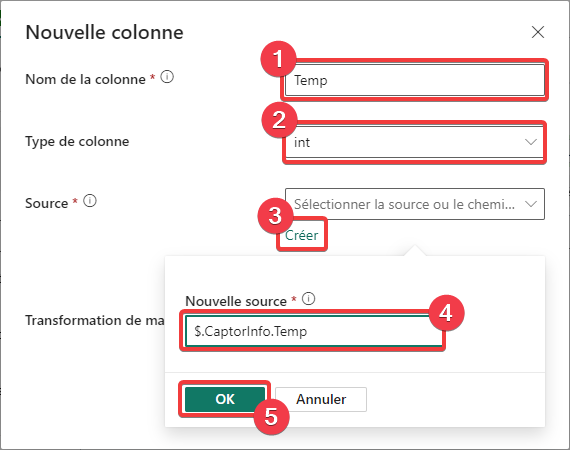 Nouvelle colonne
1
Nom de la colonne *
Temp
2
Type de colonne
int
Source *
Sélectionner la source ou le chemi...
3
Créer
Nouvelle source *
4
Transformation de ma
$.CaptorInfo.Temp
OK
Annuler
5